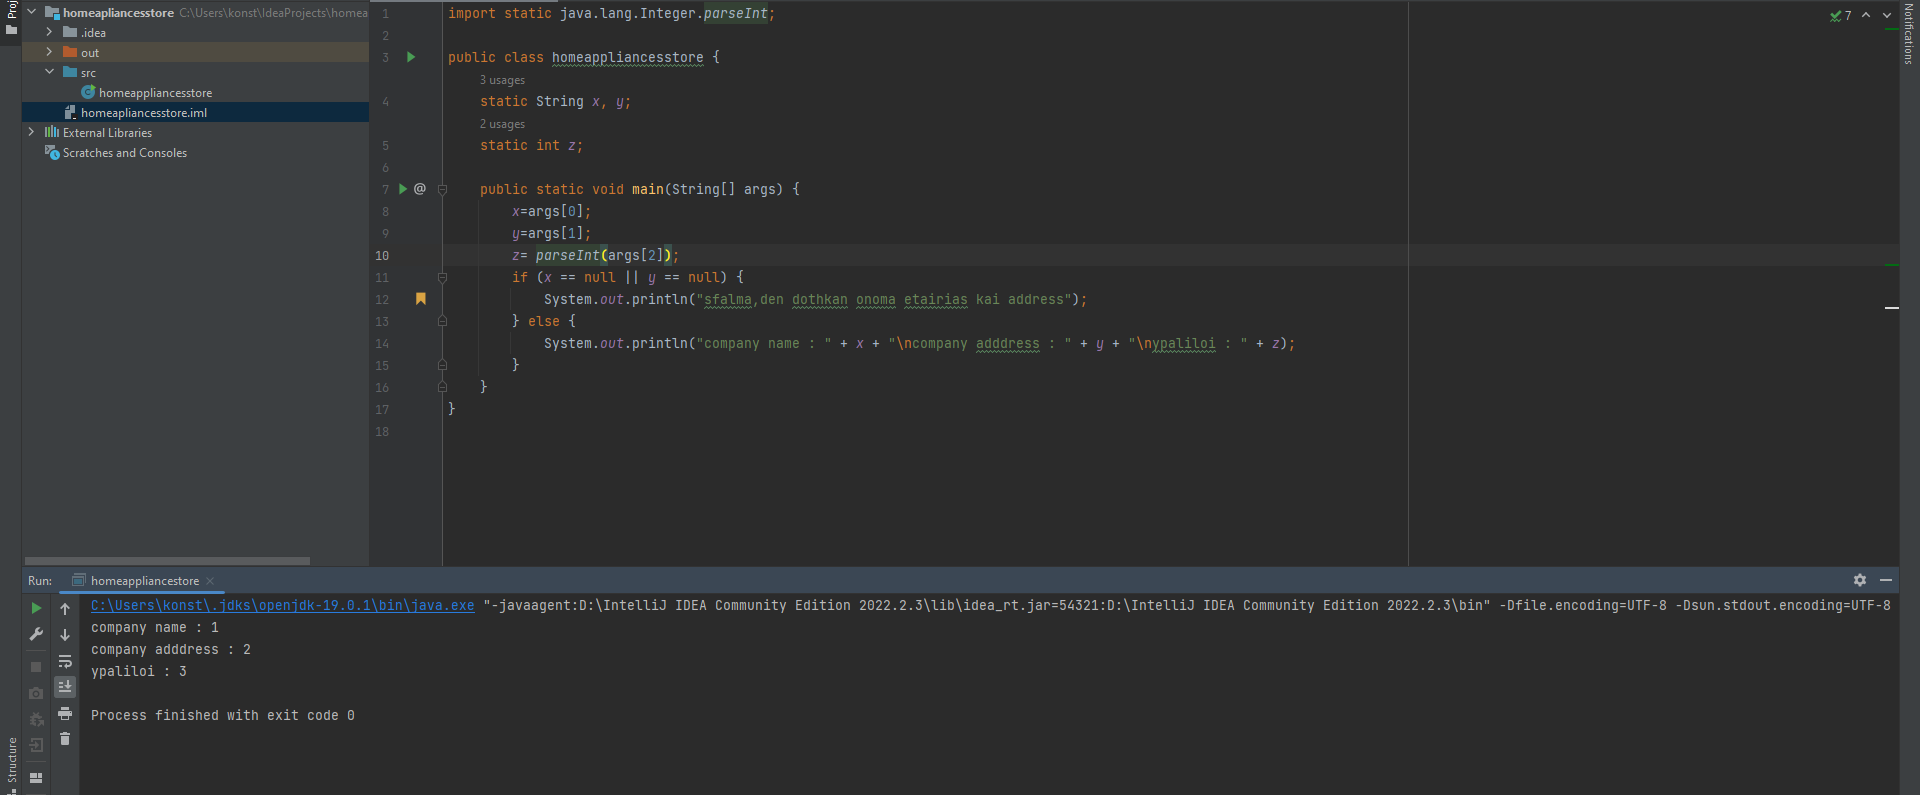 Proj
homeapliancesstore C:\Users\konst\IdeaProjects\homea
.idea
out
src
homeappliancesstore
homeapliancesstore.iml
External Libraries
Scratches and Consoles
Structure
1 import static java.lang.Integer.parseInt;
2
3 public class homeappliancesstore {
3 usages
4 static String x, y;
2 usages
5 static int z;
6
7 @ public static void main(String[] args) {
8 x=args[0];
9 y=args[1];
10 z= parseInt(args[2]);
11 if (x == null || y == null) {
12 System.out.println("sfalma,den dothkan onoma etairias kai address");
13 } else {
14 System.out.println("company name : " + x + "\ncompany adddress : " + y + "\nypaliloi : " + z);
15 }
16 }
17 }
18
7
Notifications
Run: homeappliancestore
C:\Users\konst\.jdks\openjdk-19.0.1\bin\java.exe "-javaagent:D:\IntelliJ IDEA Community Edition 2022.2.3\lib\idea_rt.jar=54321:D:\IntelliJ IDEA Community Edition 2022.2.3\bin" -Dfile.encoding=UTF-8 -Dsun.stdout.encoding=UTF-8
company name : 1
company adddress : 2
ypaliloi : 3
Process finished with exit code 0